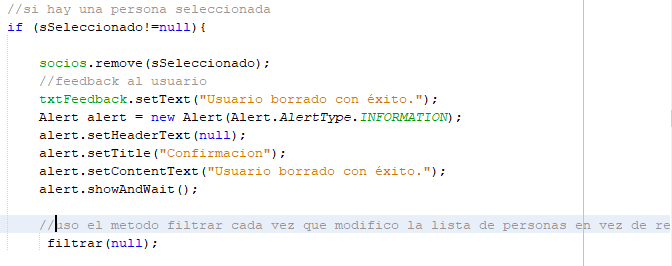 //si hay una persona seleccionada
if (sSeleccionado!=null){
socios.remove(sSeleccionado);
//feedback al usuario
txtFeedback.setText("Usuario borrado con éxito.");
Alert alert = new Alert(Alert.AlertType.INFORMATION);
alert.setHeaderText(null);
alert.setTitle("Confirmacion");
alert.setContentText("Usuario borrado con éxito.");
alert.showAndWait();
//uso el metodo filtrar cada vez que modifico la lista de personas en vez de re
filtrar(null);